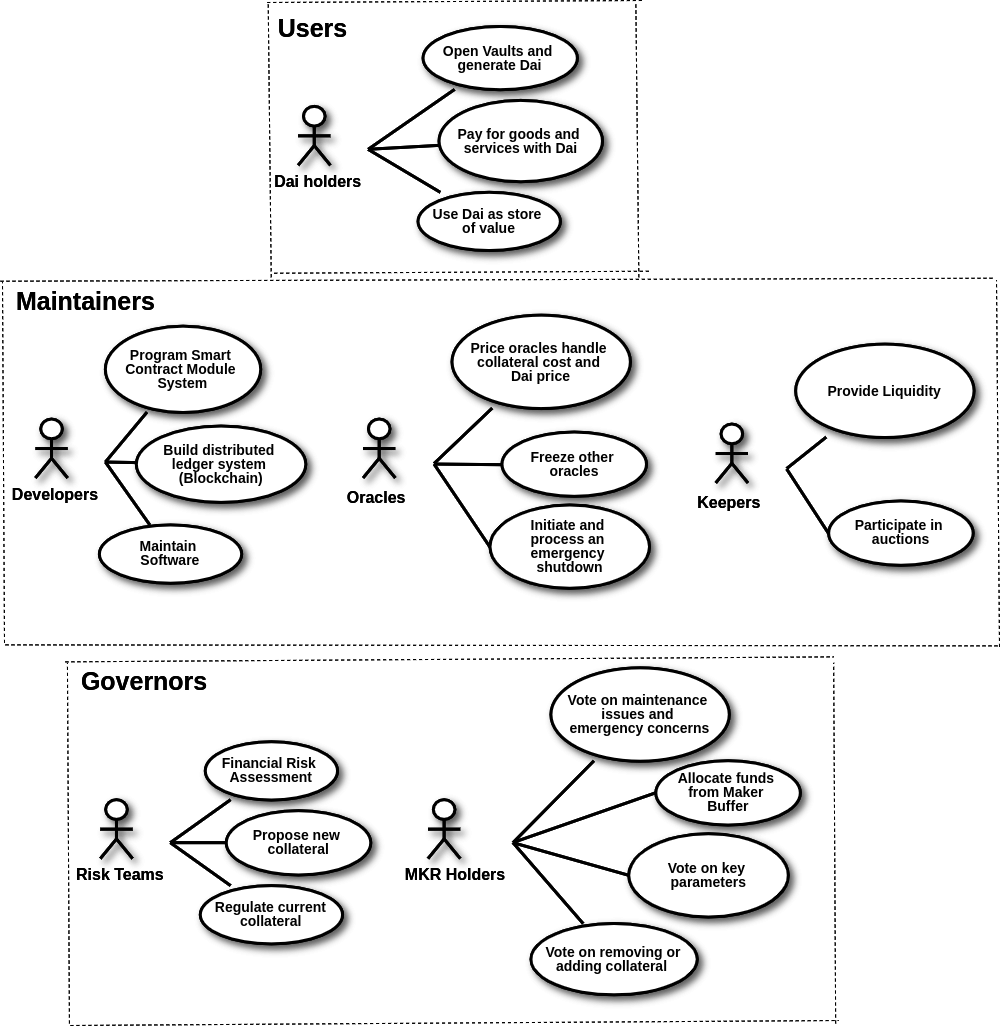 Users
Open Vaults and
generate Dai
Pay for goods and
services with Dai
Dai holders
Use Dai as store
of value
Maintainers
Program Smart
Contract Module
System
Build distributed
ledger system
(Blockchain)
Developers
Maintain
Software
Price oracles handle
collateral cost and
Dai price
Freeze other
oracles
Oracles
Initiate and
process an
emergency
shutdown
Provide Liquidity
Keepers
Participate in
auctions
Governors
Financial Risk
Assessment
Propose new
collateral
Risk Teams
Regulate current
collateral
Vote on maintenance
issues and
emergency concerns
Allocate funds
from Maker
Buffer
MKR Holders
Vote on key
parameters
Vote on removing or
adding collateral